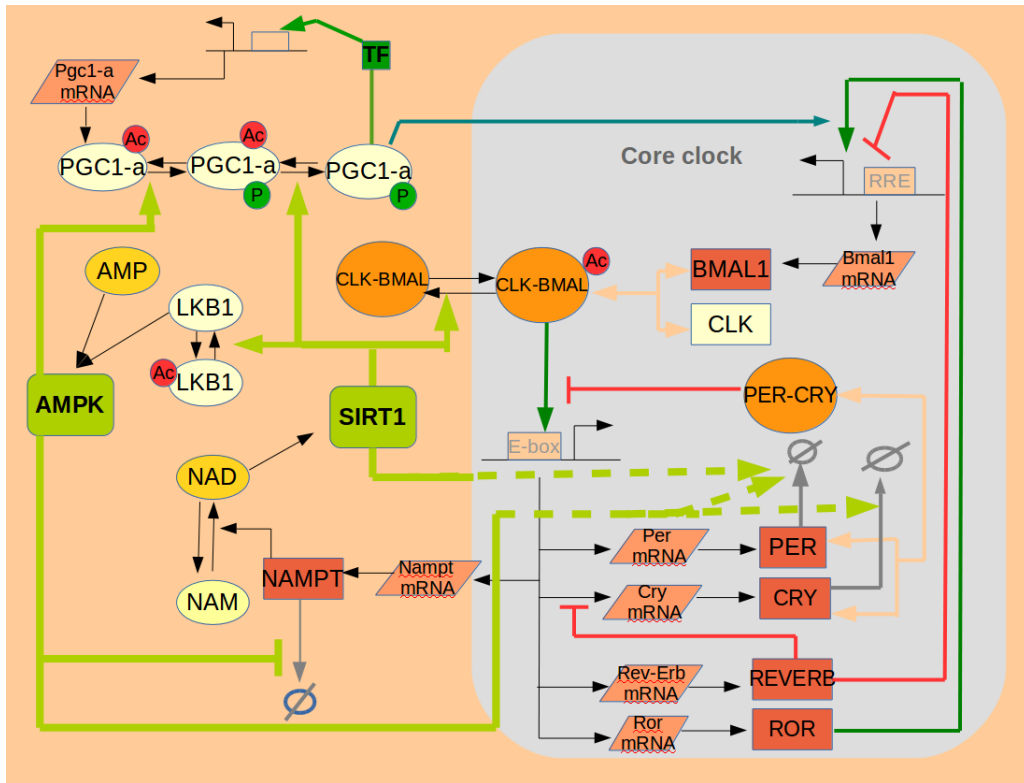 TF
Pgc1-a
mRNA
Ac
Ac
PGC1-a
PGC1-a
PGC1-a
P
P
Core clock
RRE
Bmal1
mRNA
BMAL1
CLK
AMP
LKB1
Ac
LKB1
CLK-BMAL
CLK-BMAL
Ac
AMPK
SIRT1
PER-CRY
E-box
NAD
NAM
NAMPT
Nampt
mRNA
Per
mRNA
PER
Cry
mRNA
CRY
Rev-Erb
mRNA
REVERB
Ror
mRNA
ROR